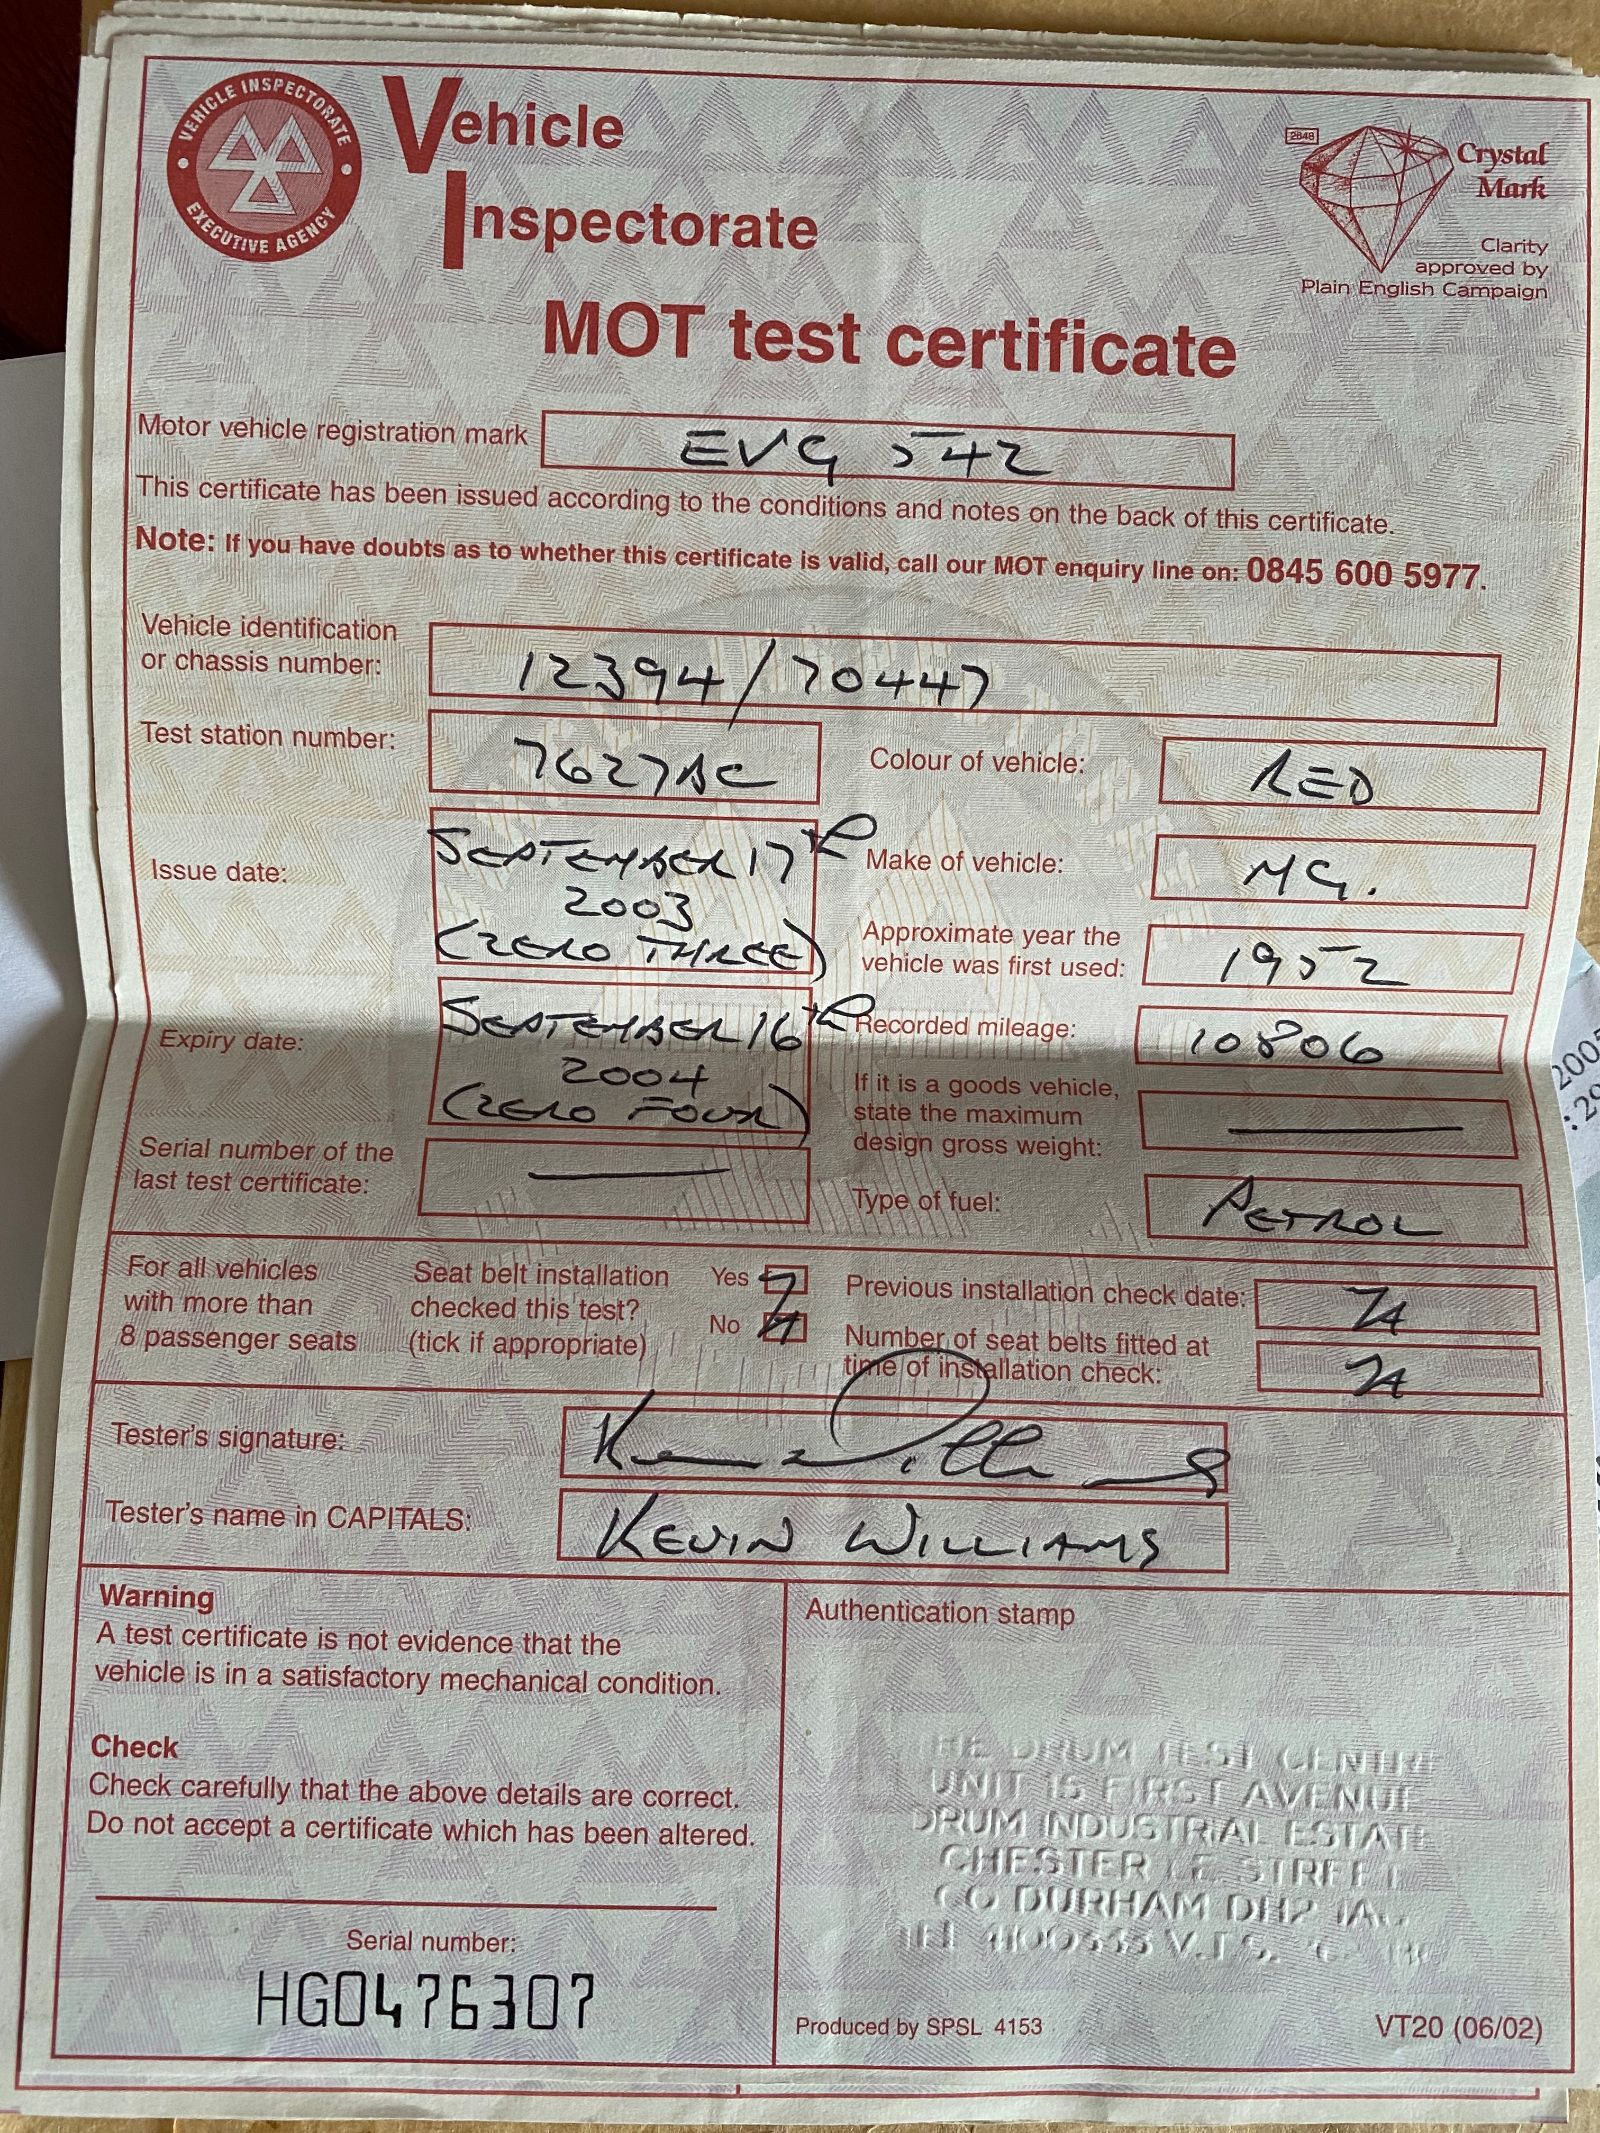 VEHICLE INSPECTORATE
EXECUTIVE AGENCY
Vehicle
Inspectorate
2848
Crystal
Mark
Clarity
approved by
Plain English Campaign
MOT test certificate
Motor vehicle registration mark EVG 542
This certificate has been issued according to the conditions and notes on the back of this certificate.
Note: If you have doubts as to whether this certificate is valid, call our MOT enquiry line on: 0845 600 5977.
Vehicle identification
or chassis number: 12394/70447
Test station number: 7627AC
Colour of vehicle: RED
Issue date: SEPTEMBER 17th
2003
(ZERO THREE)
Make of vehicle: MG.
Approximate year the
vehicle was first used: 1952
Expiry date: SEPTEMBER 16th
2004
(ZERO FOUR)
Recorded mileage: 10806
If it is a goods vehicle,
state the maximum
design gross weight:
Serial number of the
last test certificate:
Type of fuel: PETROL
For all vehicles
with more than
8 passenger seats
Seat belt installation
checked this test?
(tick if appropriate)
Yes
No
Previous installation check date:
Number of seat belts fitted at
time of installation check:
Tester's signature:
Tester's name in CAPITALS: KEVIN WILLIAMS
Warning
A test certificate is not evidence that the
vehicle is in a satisfactory mechanical condition.
Check
Check carefully that the above details are correct.
Do not accept a certificate which has been altered.
Serial number:
HG0476307
Authentication stamp
THE DRUM TEST CENTRE
UNIT 15 FIRST AVENUE
DRUM INDUSTRIAL ESTATE
CHESTER LE STREET
CO DURHAM DH2
TEL V.T.S.
Produced by SPSL 4153
VT20 (06/02)